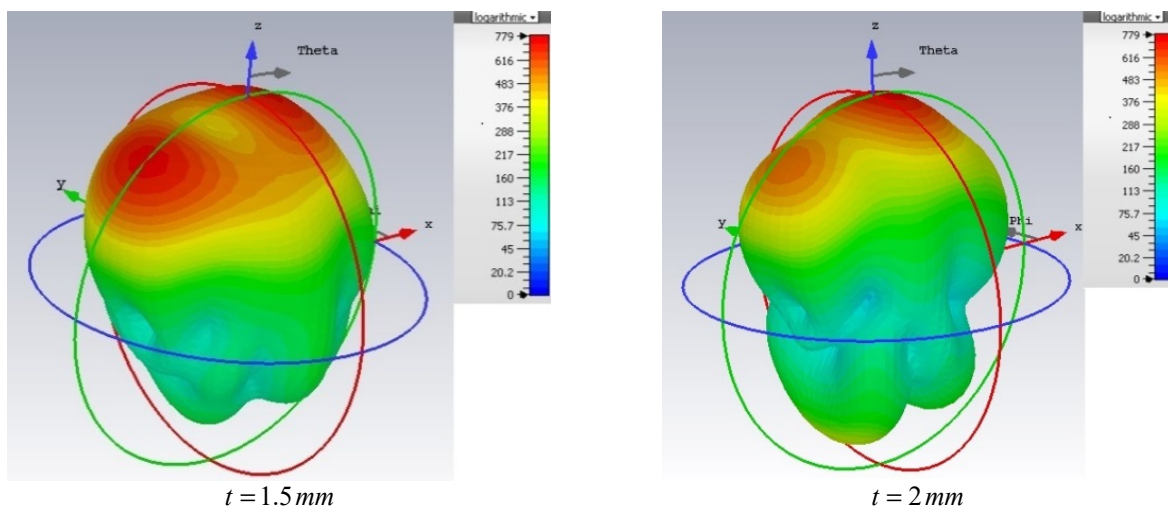 logarithmic
779
616
483
376
288
217
160
113
75.7
45
20.2
0
z
Theta
y
x
t = 1.5 mm
logarithmic
779
616
483
376
288
217
160
113
75.7
45
20.2
0
z
Theta
y
Phi
x
t = 2 mm